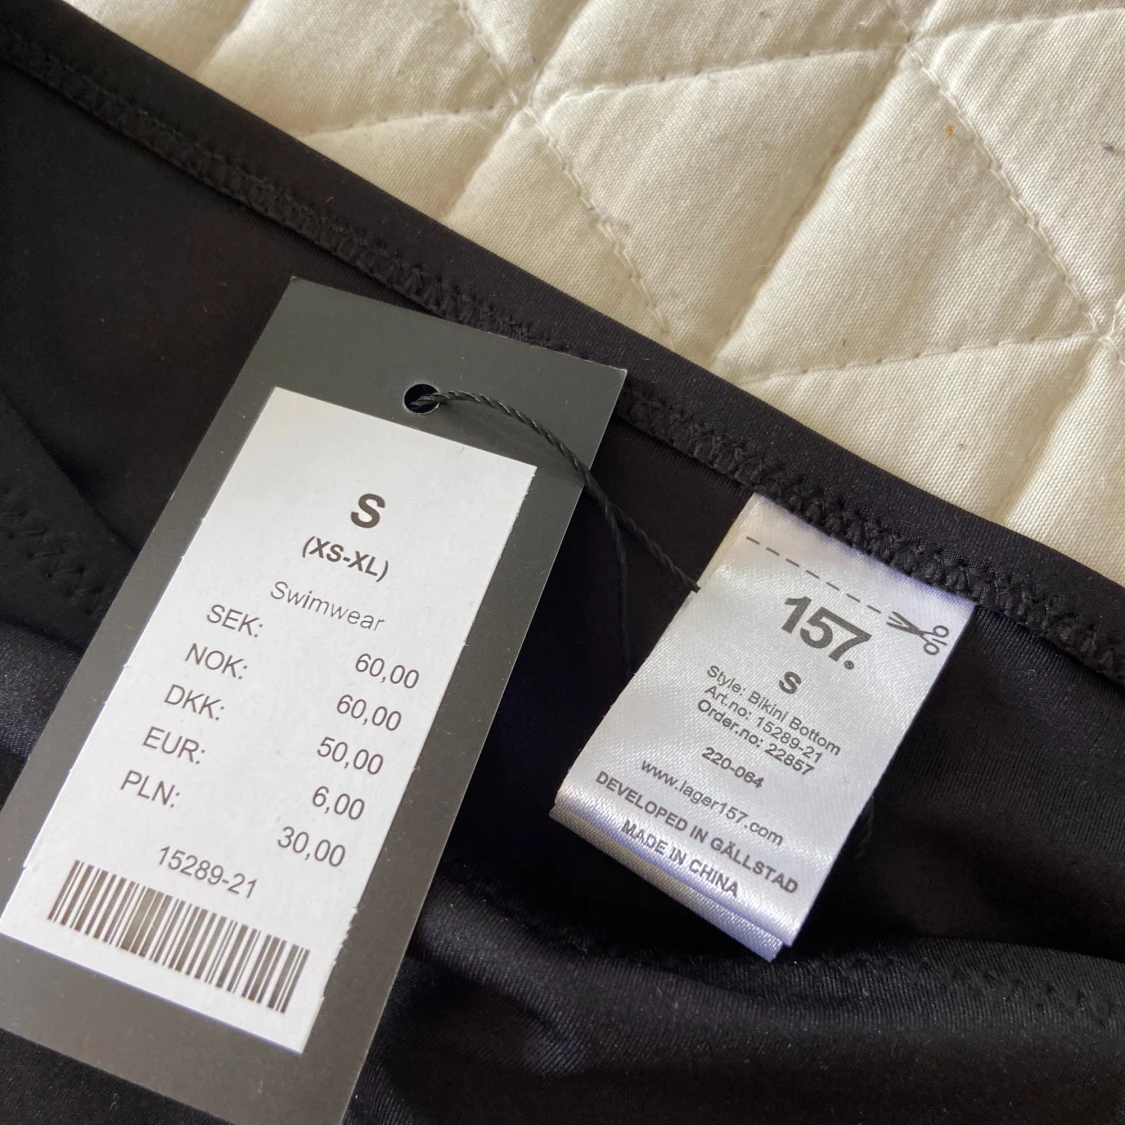 S
(XS-XL)
Swimwear
SEK: 60,00
NOK: 60,00
DKK: 50,00
EUR: 6,00
PLN: 30,00
15289-21
157.
S
Style: Bikini Bottom
Art.no: 15289-21
Order.no: 22857
220-064
www.lager157.com
DEVELOPED IN GÄLLSTAD
MADE IN CHINA